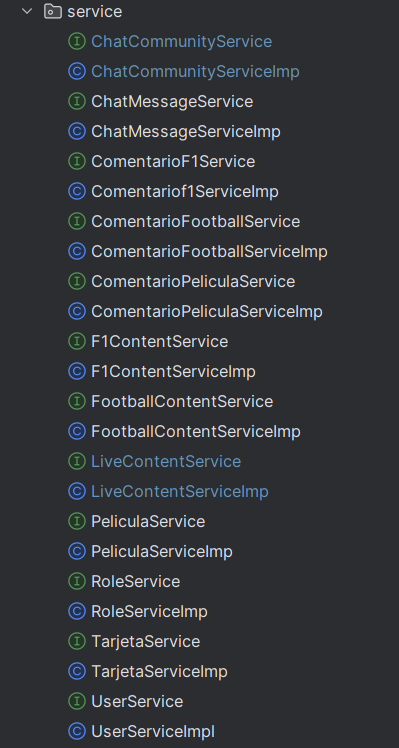 service
I ChatCommunityService
C ChatCommunityServiceImp
I ChatMessageService
C ChatMessageServiceImp
I ComentarioF1Service
C Comentariof1ServiceImp
I ComentarioFootballService
C ComentarioFootballServiceImp
I ComentarioPeliculaService
C ComentarioPeliculaServiceImp
I F1ContentService
C F1ContentServiceImp
I FootballContentService
C FootballContentServiceImp
I LiveContentService
C LiveContentServiceImp
I PeliculaService
C PeliculaServiceImp
I RoleService
C RoleServiceImp
I TarjetaService
C TarjetaServiceImp
I UserService
C UserServiceImpl